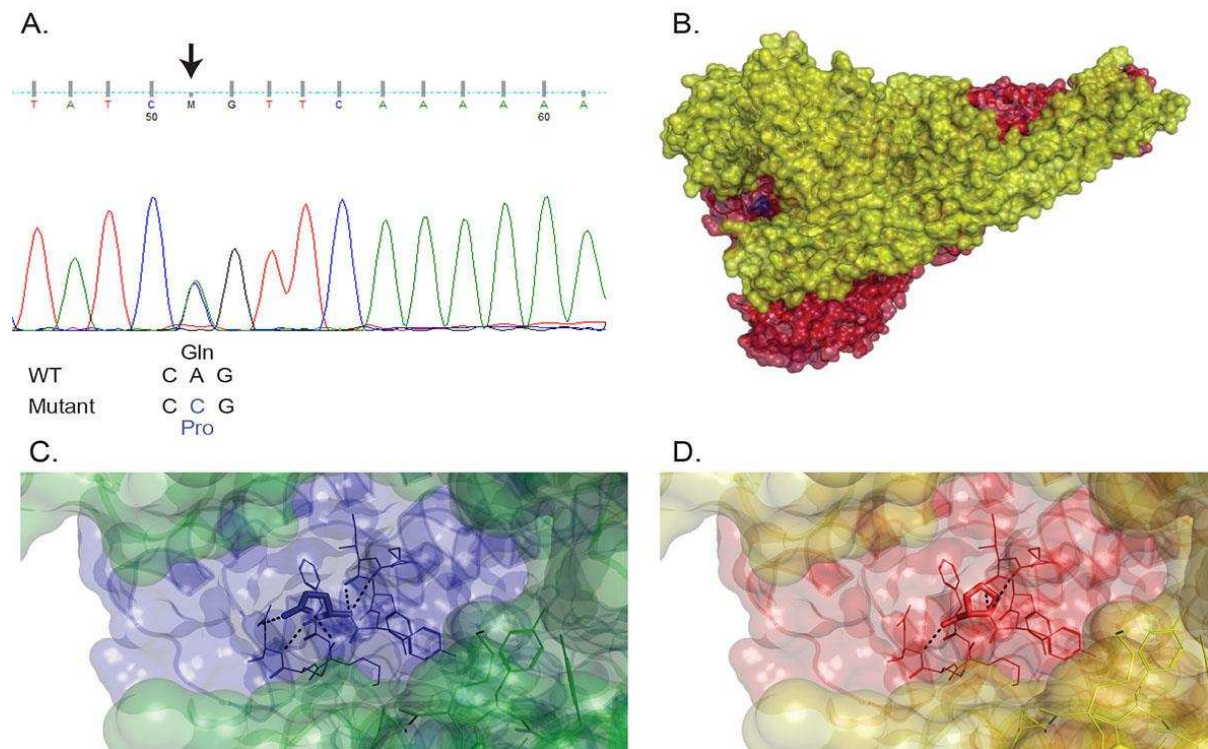 A.
B.
T A T C M G T T C A A A A A A
50 60
Gln
WT C A G
Mutant C C G
Pro
C.
D.